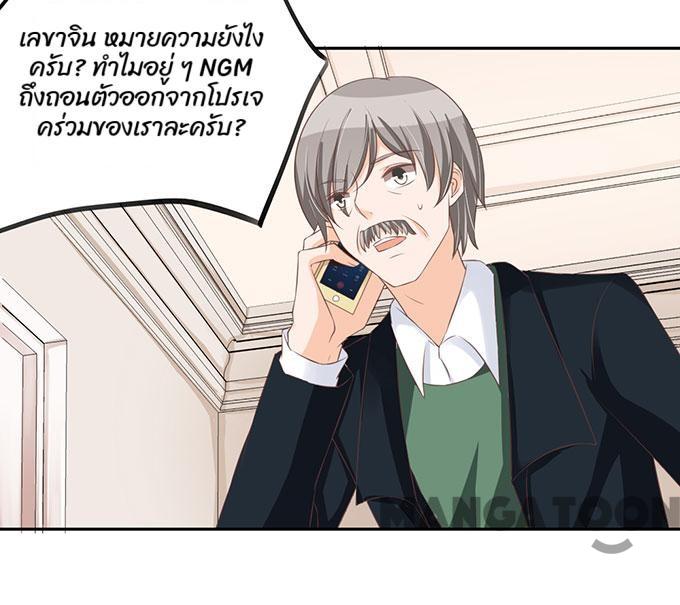 เลขาจิน หมายความยังไง
ครับ? ทำไมอยู่ ๆ NGM
ถึงถอนตัวออกจากโปรเจ
คร่วมของเราละครับ?
MANGATOON